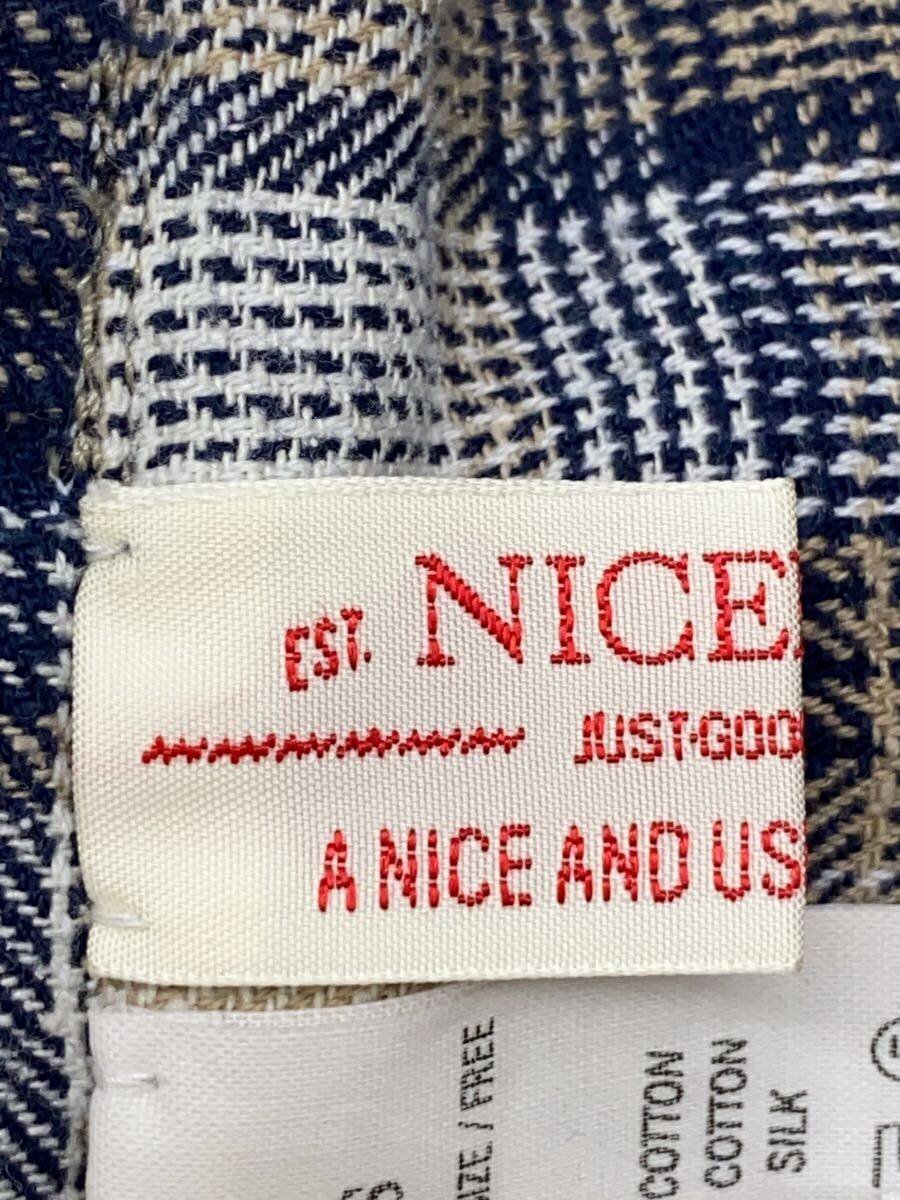 EST. NICE
JUST·GOO
A NICE AND US
SIZE / FREE
COTTON
COTTON
SILK